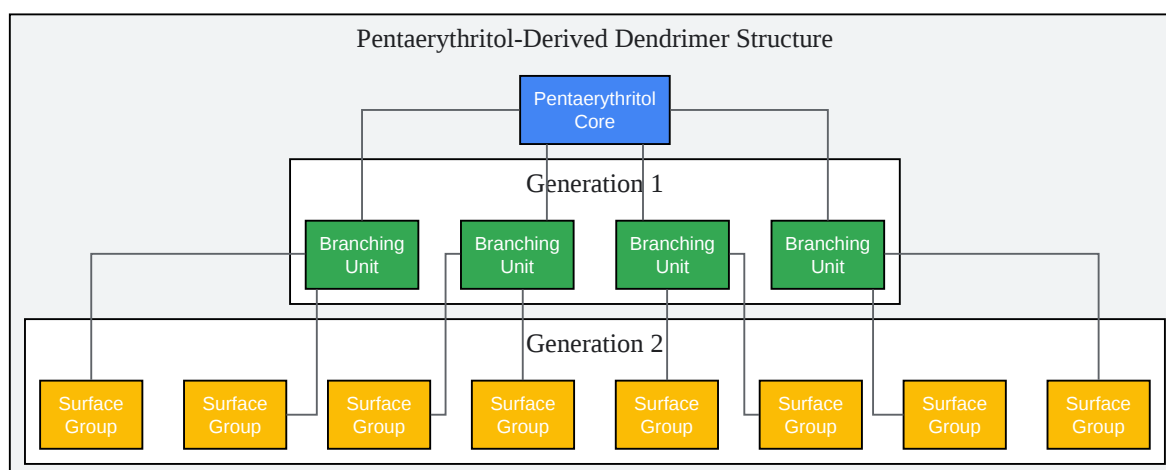 Pentaerythritol-Derived Dendrimer Structure
Pentaerythritol
Core
Generation 1
Branching
Unit
Branching
Unit
Branching
Unit
Branching
Unit
Generation 2
Surface
Group
Surface
Group
Surface
Group
Surface
Group
Surface
Group
Surface
Group
Surface
Group
Surface
Group